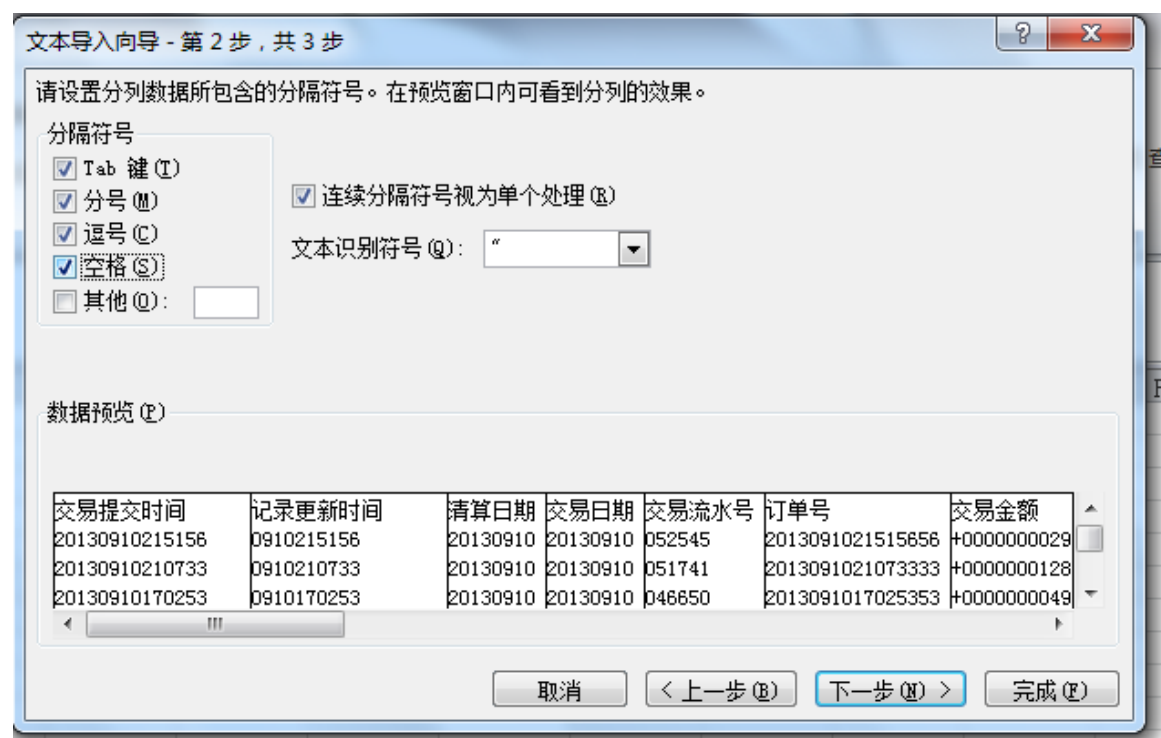 文本导入向导 - 第 2 步，共 3 步
请设置分列数据所包含的分隔符号。在预览窗口内可看到分列的效果。
分隔符号
Tab 键(T)
分号(M)
逗号(C)
空格(S)
其他(O):
连续分隔符号视为单个处理(R)
文本识别符号(Q): "
数据预览(P)
交易提交时间 记录更新时间 清算日期 交易日期 交易流水号 订单号 交易金额
20130910215156 0910215156 20130910 20130910 052545 2013091021515656 +0000000029
20130910210733 0910210733 20130910 20130910 051741 2013091021073333 +0000000128
20130910170253 0910170253 20130910 20130910 046650 2013091017025353 +0000000049
取消 < 上一步(B) 下一步(N) > 完成(F)